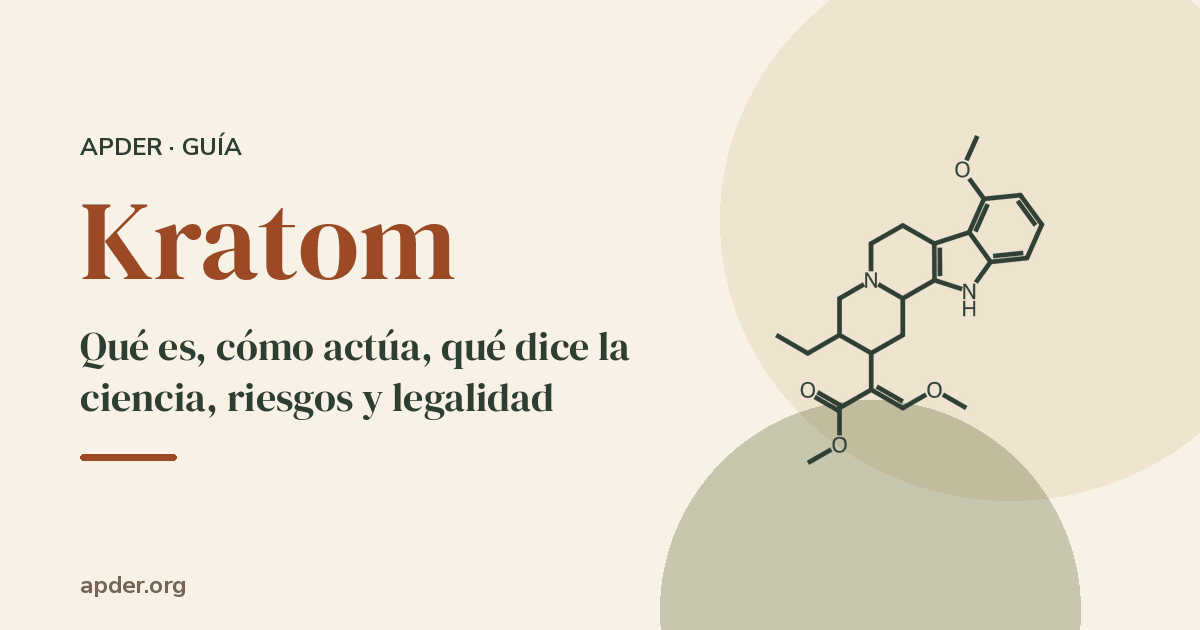 APDER · GUÍA
Kratom
Qué es, cómo actúa, qué dice la
ciencia, riesgos y legalidad
apder.org
O
N
N
H
O
O
O